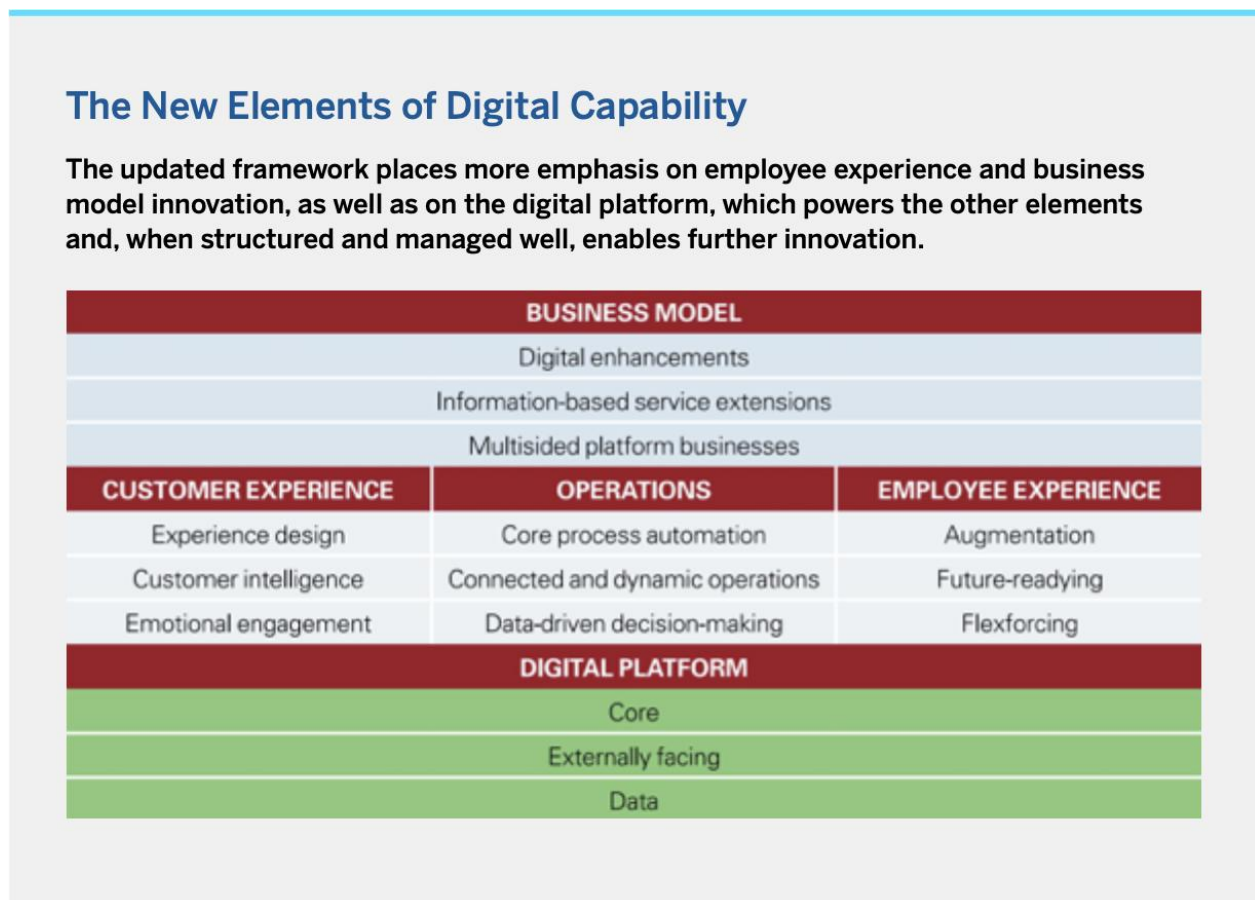 The New Elements of Digital Capability
The updated framework places more emphasis on employee experience and business
model innovation, as well as on the digital platform, which powers the other elements
and, when structured and managed well, enables further innovation.
BUSINESS MODEL
Digital enhancements
Information-based service extensions
Multisided platform businesses
CUSTOMER EXPERIENCE OPERATIONS EMPLOYEE EXPERIENCE
Experience design Core process automation Augmentation
Customer intelligence Connected and dynamic operations Future-readying
Emotional engagement Data-driven decision-making Flexforcing
DIGITAL PLATFORM
Core
Externally facing
Data